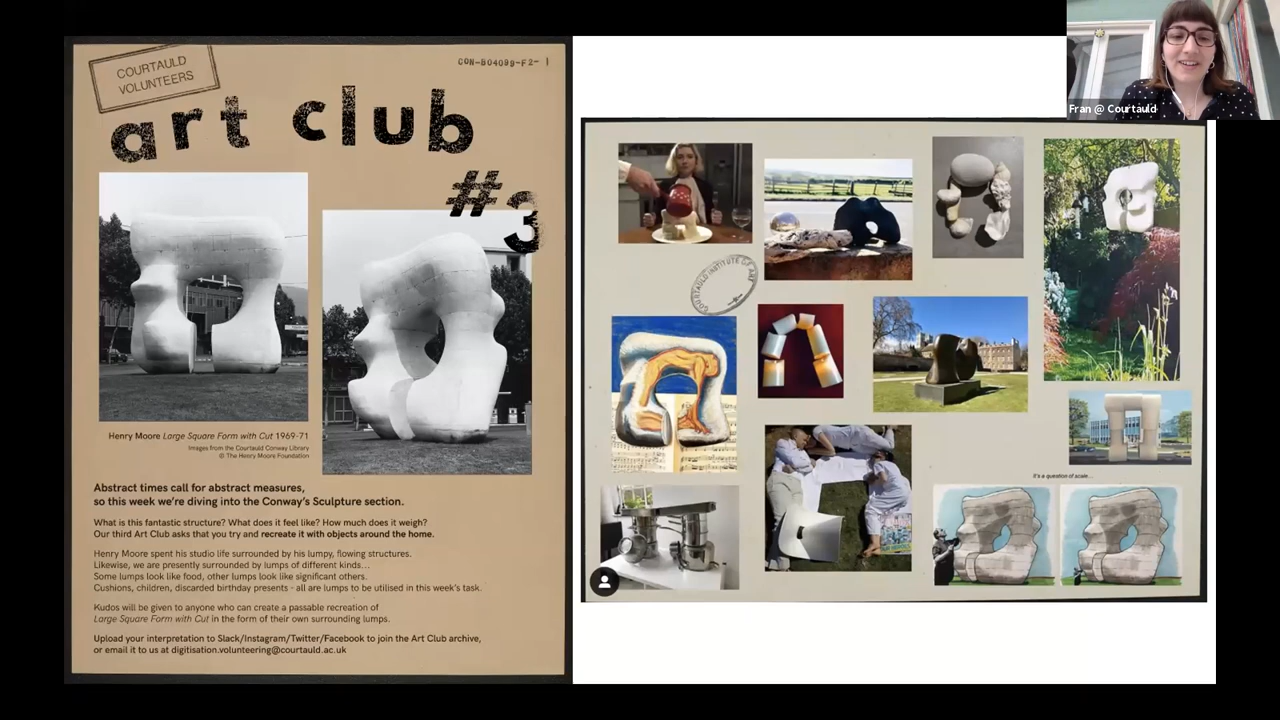 COURTAULD
VOLUNTEERS
CON-B04099-F2- 1
art club
#3
Henry Moore Large Square Form with Cut 1969-71
Images from the Courtauld Conway Library
© The Henry Moore Foundation
Abstract times call for abstract measures,
so this week we're diving into the Conway's Sculpture section.
What is this fantastic structure? What does it feel like? How much does it weigh?
Our third Art Club asks that you try and recreate it with objects around the home.
Henry Moore spent his studio life surrounded by his lumpy, flowing structures.
Likewise, we are presently surrounded by lumps of different kinds...
Some lumps look like food, other lumps look like significant others.
Cushions, children, discarded birthday presents - all are lumps to be utilised in this week's task.
Kudos will be given to anyone who can create a passable recreation of
Large Square Form with Cut in the form of their own surrounding lumps.
Upload your interpretation to Slack/Instagram/Twitter/Facebook to join the Art Club archive,
or email it to us at digitisation.volunteering@courtauld.ac.uk
COURTAULD INSTITUTE OF ART
It's a question of scale...
Fran @ Courtauld